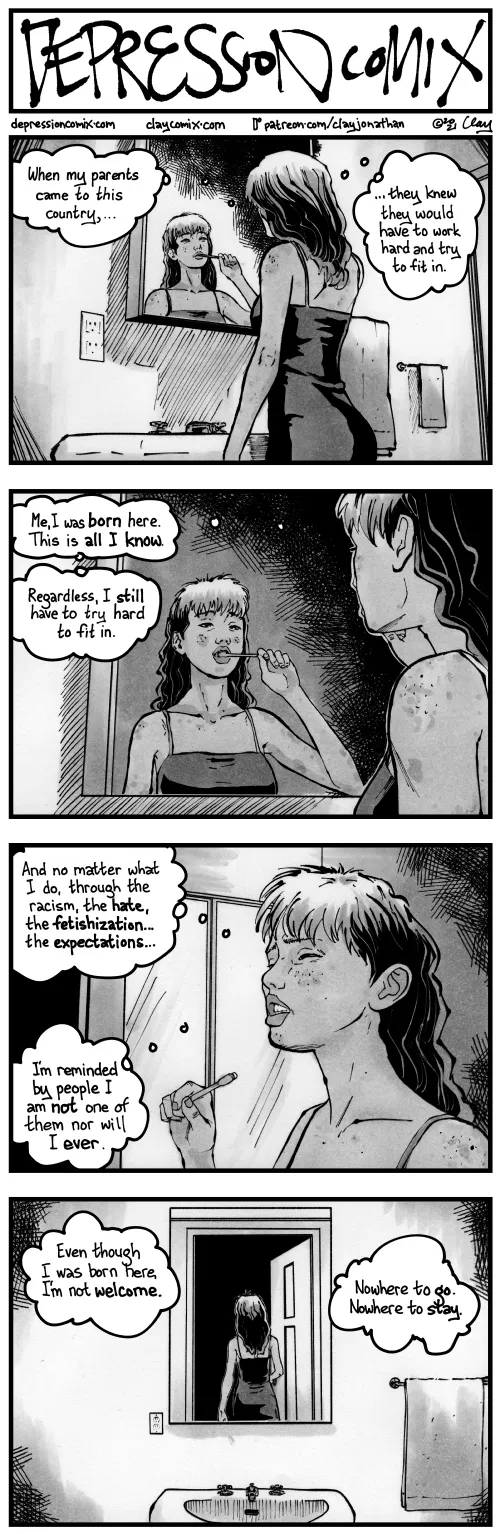 DEPRESSION COMIX
depressioncomix.com claycomix.com patreon.com/clayjonathan © Clay
When my parents
came to this
country,...
...they knew
they would
have to work
hard and try
to fit in.
Me, I was born here.
This is all I know.
Regardless, I still
have to try hard
to fit in.
And no matter what
I do, through the
racism, the hate,
the fetishization...
the expectations...
I'm reminded
by people I
am not one of
them nor will
I ever.
Even though
I was born here,
I'm not welcome.
Nowhere to go.
Nowhere to stay.